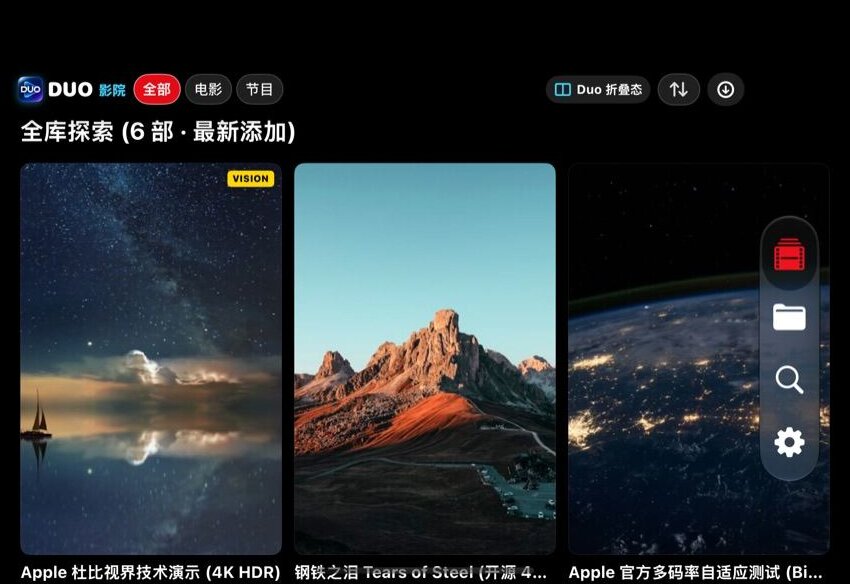 DUO
DUO 影院
全部
电影
节目
Duo 折叠态
全库探索 (6 部 · 最新添加)
VISION
Apple 杜比视界技术演示 (4K HDR)
钢铁之泪 Tears of Steel (开源 4...
Apple 官方多码率自适应测试 (Bi...